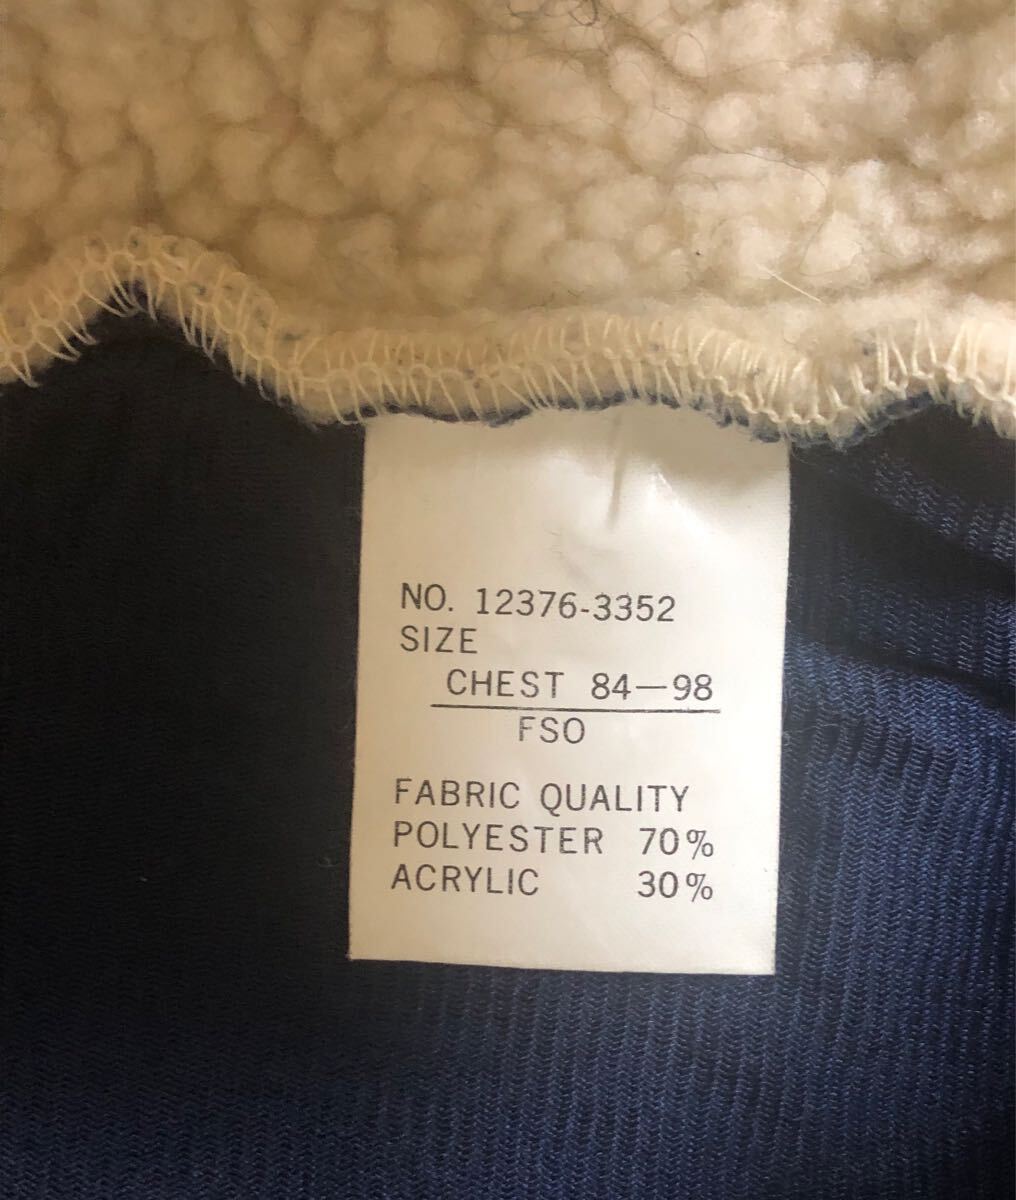 NO. 12376-3352
SIZE
CHEST 84—98
FSO
FABRIC QUALITY
POLYESTER 70%
ACRYLIC 30%